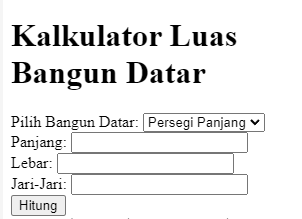 Kalkulator Luas
Bangun Datar
Pilih Bangun Datar: Persegi Panjang
Panjang:
Lebar:
Jari-Jari:
Hitung